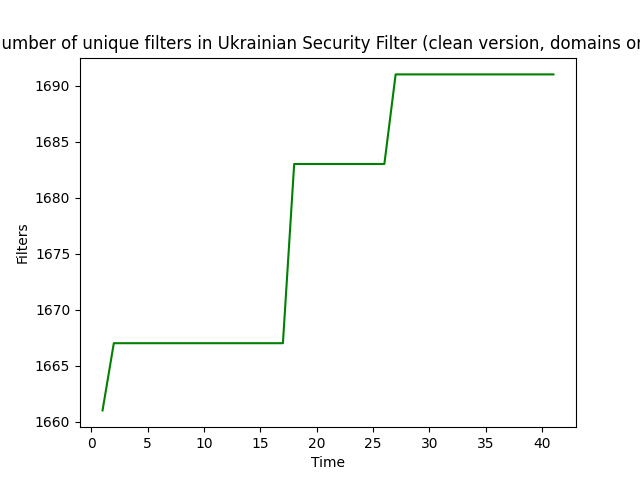 umber of unique filters in Ukrainian Security Filter (clean version, domains or
Filters
1690
1685
1680
1675
1670
1665
1660
0 5 10 15 20 25 30 35 40
Time